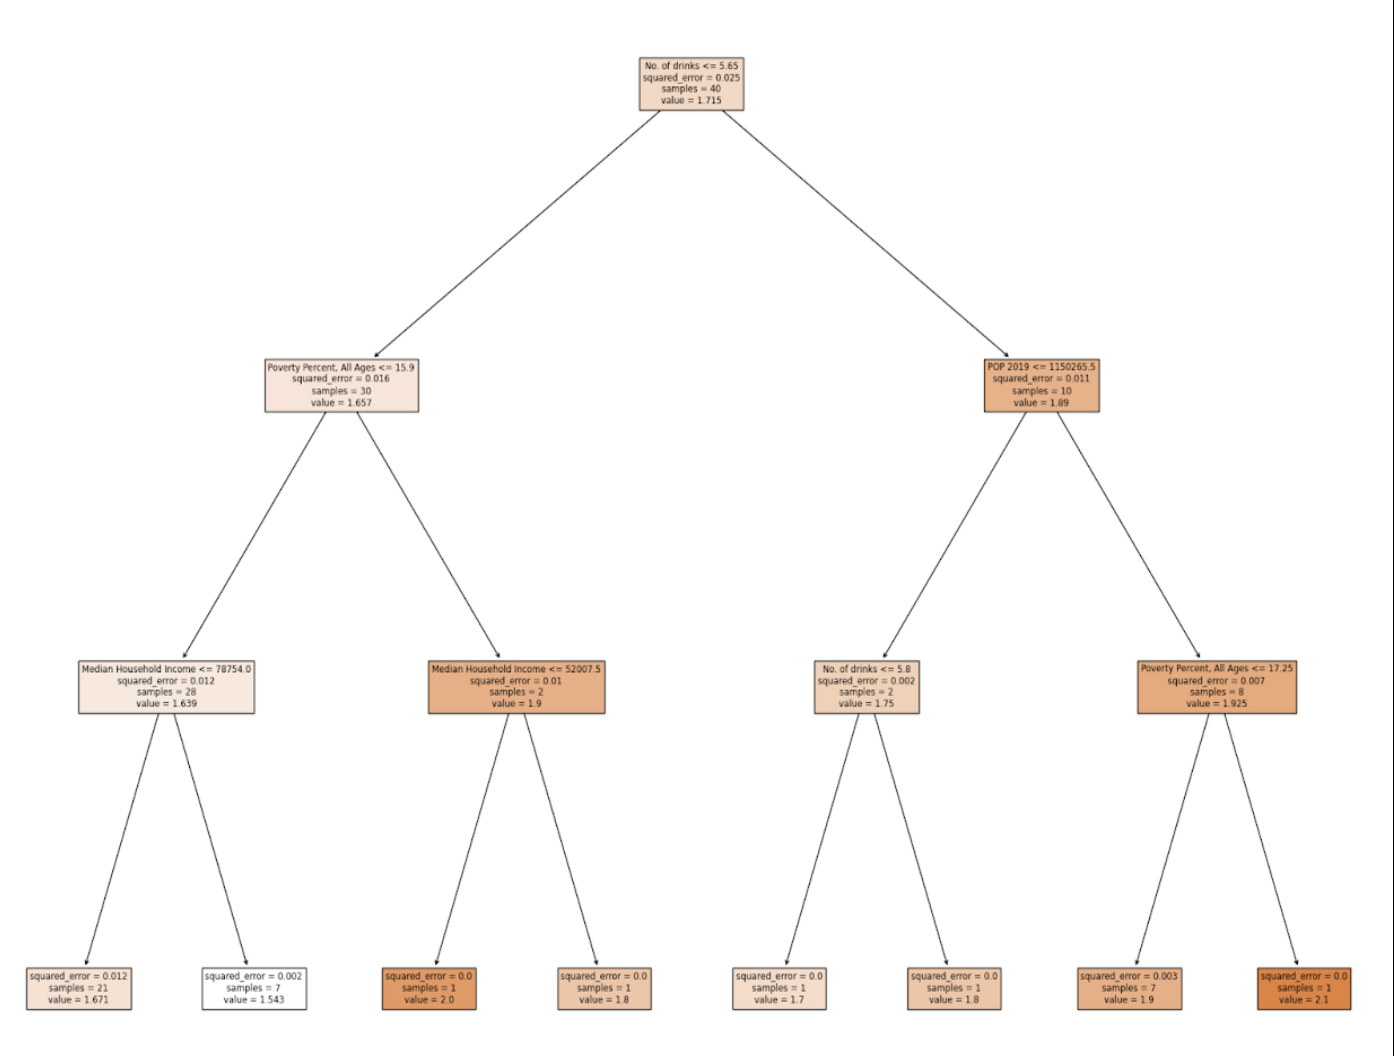 No. of drinks <= 5.65
squared_error = 0.025
samples = 40
value = 1.715
Poverty Percent, All Ages <= 15.9
squared_error = 0.016
samples = 30
value = 1.657
POP 2019 <= 1150265.5
squared_error = 0.011
samples = 10
value = 1.89
Median Household Income <= 78754.0
squared_error = 0.012
samples = 28
value = 1.639
Median Household Income <= 52007.5
squared_error = 0.01
samples = 2
value = 1.9
No. of drinks <= 5.8
squared_error = 0.002
samples = 2
value = 1.75
Poverty Percent, All Ages <= 17.25
squared_error = 0.007
samples = 8
value = 1.925
squared_error = 0.012
samples = 21
value = 1.671
squared_error = 0.002
samples = 7
value = 1.543
squared_error = 0.0
samples = 1
value = 2.0
squared_error = 0.0
samples = 1
value = 1.8
squared_error = 0.0
samples = 1
value = 1.7
squared_error = 0.0
samples = 1
value = 1.8
squared_error = 0.003
samples = 7
value = 1.9
squared_error = 0.0
samples = 1
value = 2.1